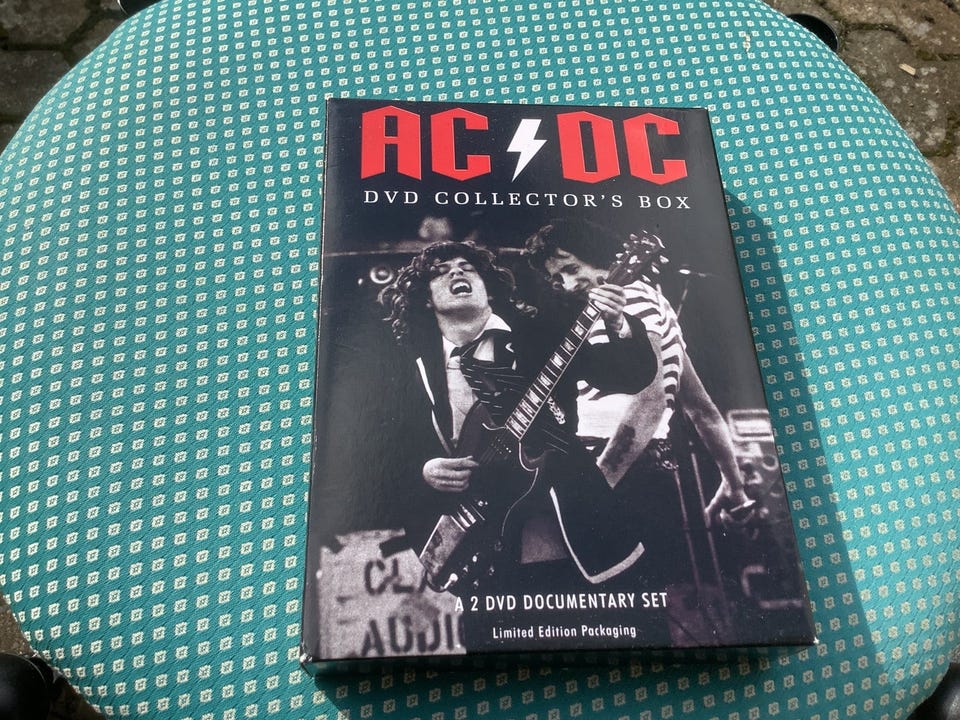 AC DC
DVD COLLECTOR'S BOX
A 2 DVD DOCUMENTARY SET
Limited Edition Packaging